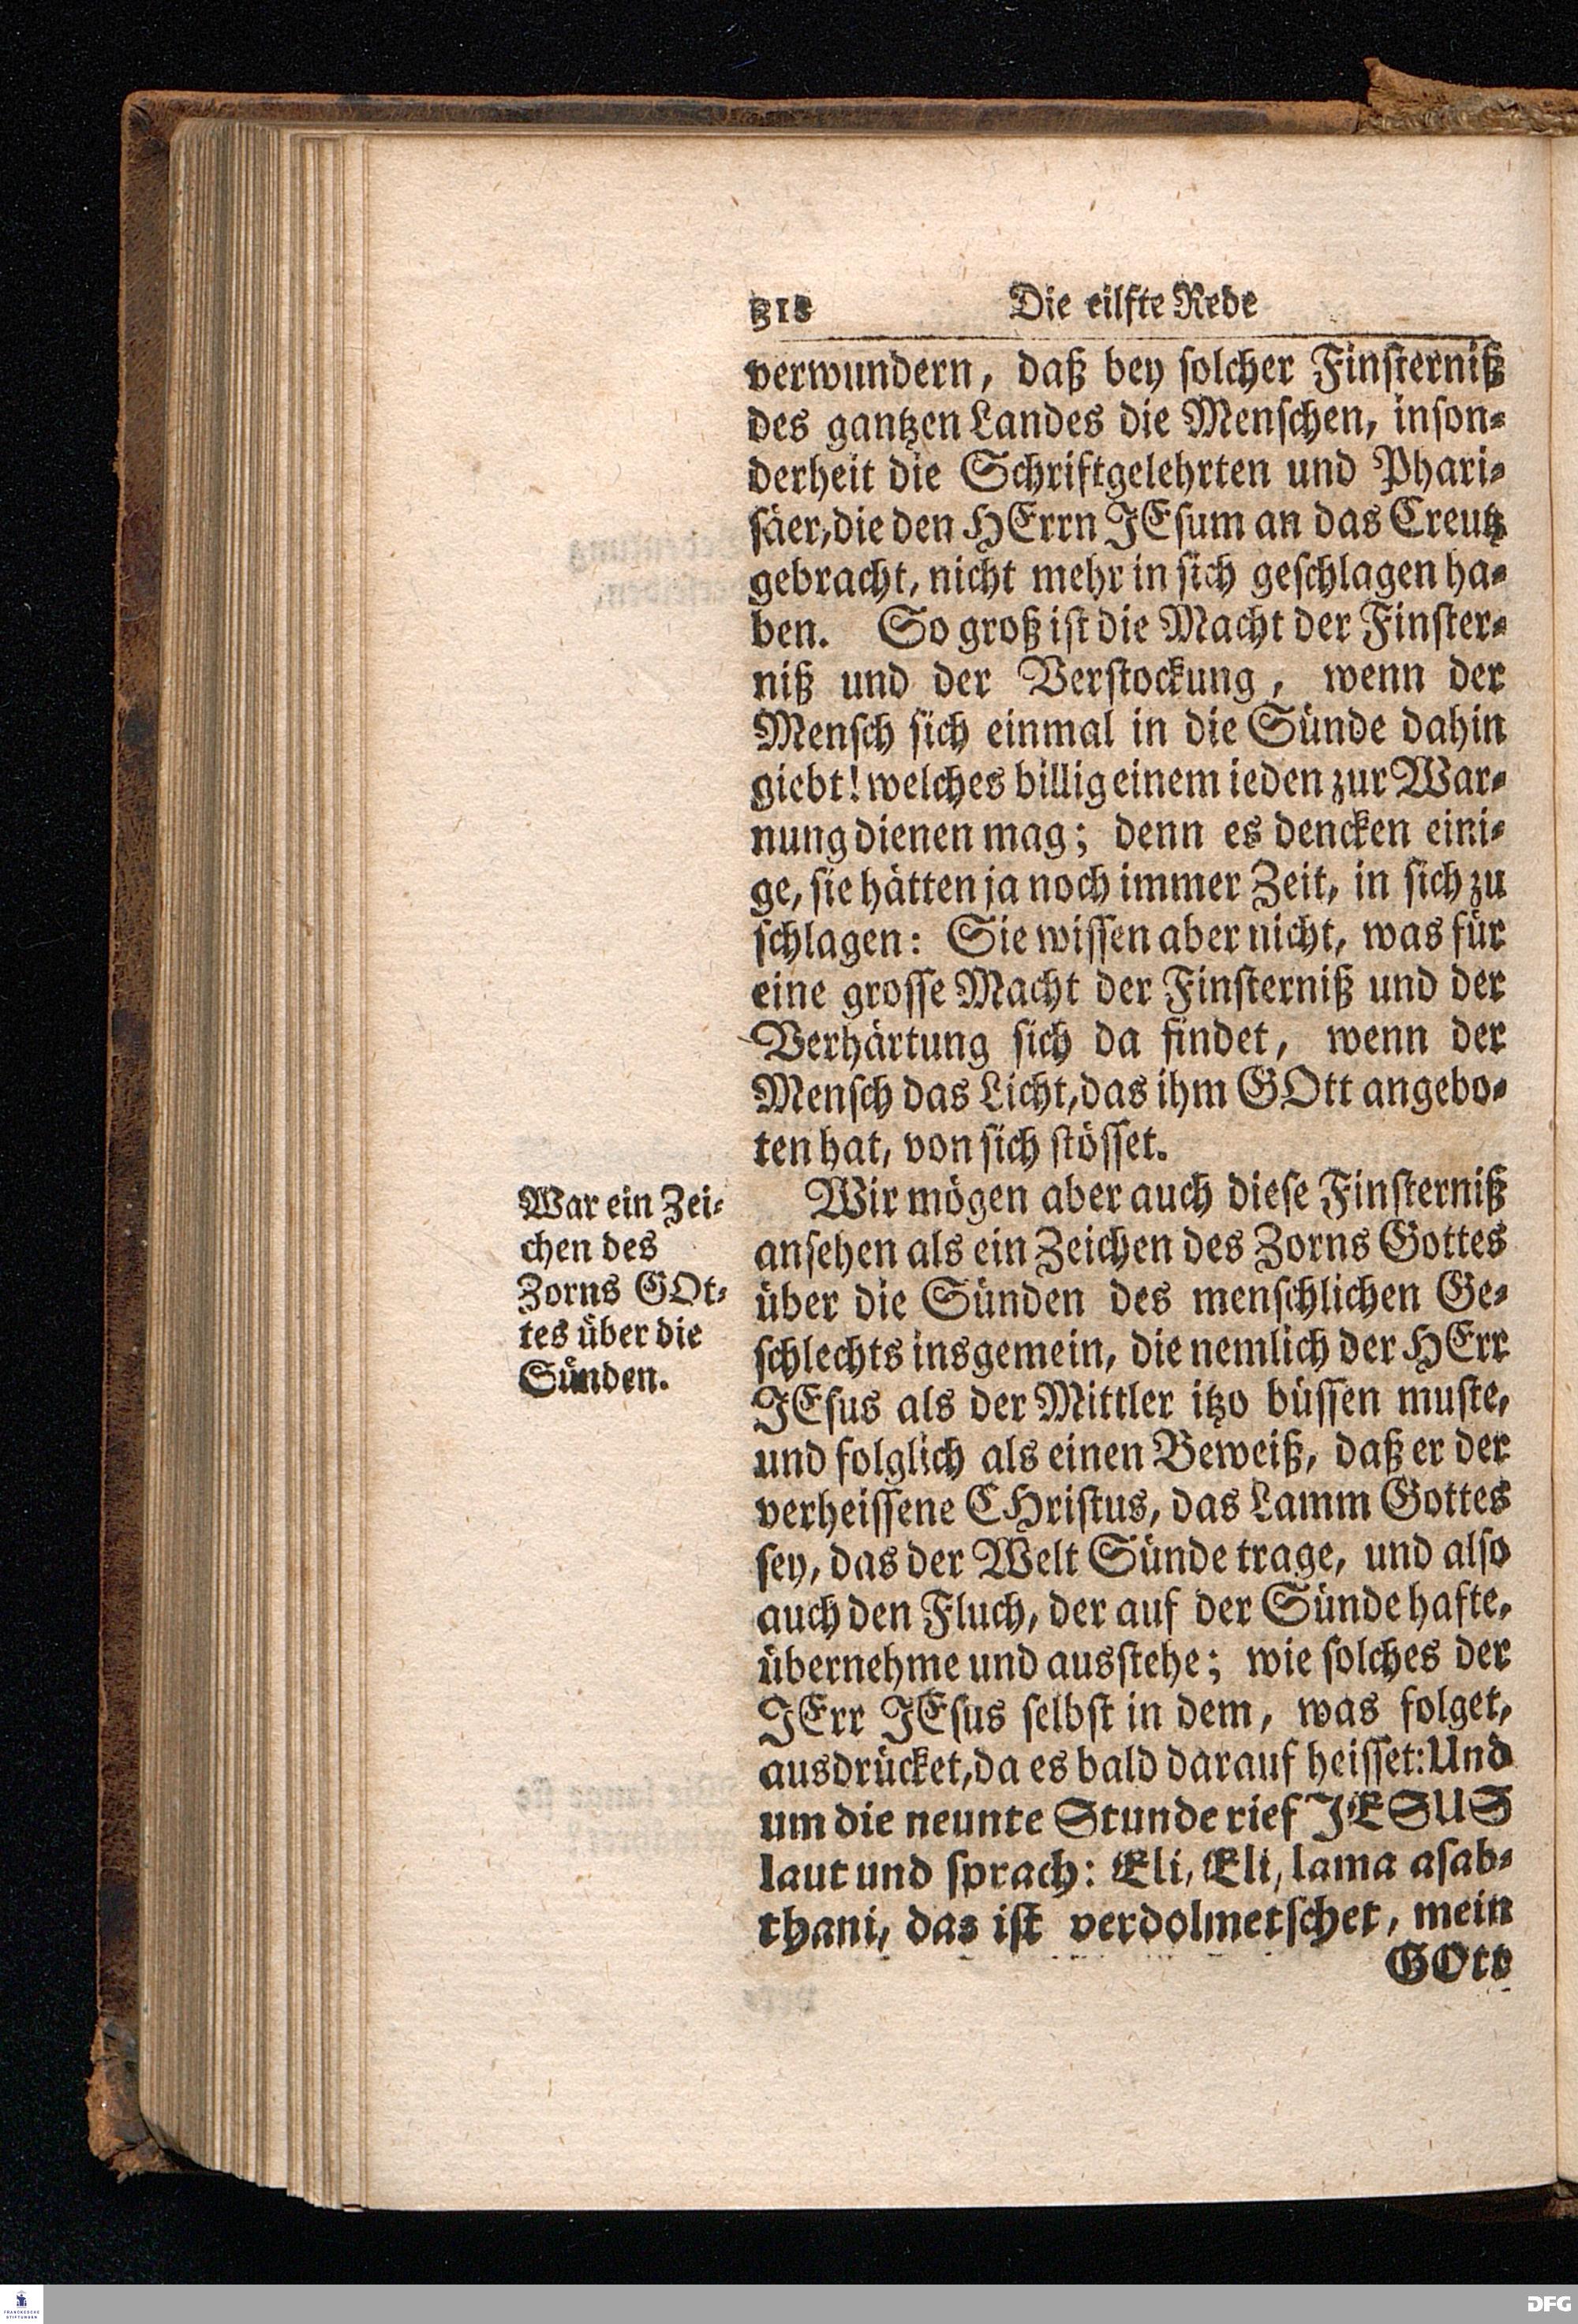 318 Die eilfte Rede
verwundern, daß bey solcher Finsterniß
des gantzen Landes die Menschen, inson-
derheit die Schriftgelehrten und Phari-
säer, die den HErrn JEsum an das Creutz
gebracht, nicht mehr in sich geschlagen ha-
ben. So groß ist die Macht der Finster-
niß und der Verstockung, wenn der
Mensch sich einmal in die Sünde dahin
giebt! welches billig einem ieden zur War-
nung dienen mag; denn es dencken eini-
ge, sie hätten ja noch immer Zeit, in sich zu
schlagen: Sie wissen aber nicht, was für
eine grosse Macht der Finsterniß und der
Verhärtung sich da findet, wenn der
Mensch das Licht, das ihm GOtt angebo-
ten hat, von sich stösset.
War ein Zei-
chen des
Zorns GOt-
tes über die
Sünden.
Wir mögen aber auch diese Finsterniß
ansehen als ein Zeichen des Zorns Gottes
über die Sünden des menschlichen Ge-
schlechts insgemein, die nemlich der HErr
JEsus als der Mittler itzo büssen muste,
und folglich als einen Beweiß, daß er der
verheissene CHristus, das Lamm Gottes
sey, das der Welt Sünde trage, und also
auch den Fluch, der auf der Sünde hafte,
übernehme und ausstehe; wie solches der
JErr JEsus selbst in dem, was folget,
ausdrücket, da es bald darauf heisset: Und
um die neunte Stunde rief JESUS
laut und sprach: Eli, Eli, lama asab-
thani, das ist verdolmetschet, mein
GOtt
FRANCKESCHE
STIFTUNGEN
DFG